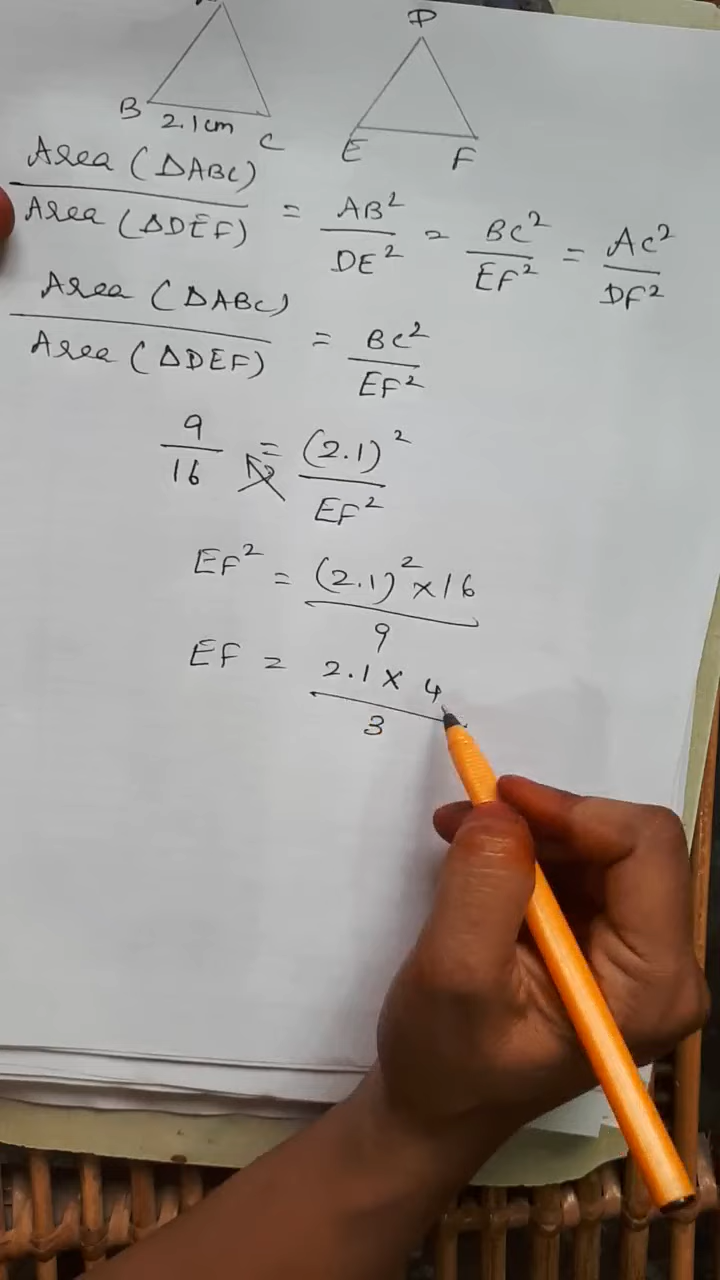 D
B 2.1cm C
E F
Area (ΔABC) / Area (ΔDEF) = AB² / DE² = BC² / EF² = AC² / DF²
Area (ΔABC) / Area (ΔDEF) = BC² / EF²
9 / 16 = (2.1)² / EF²
EF² = (2.1)² × 16 / 9
EF = 2.1 × 4 / 3